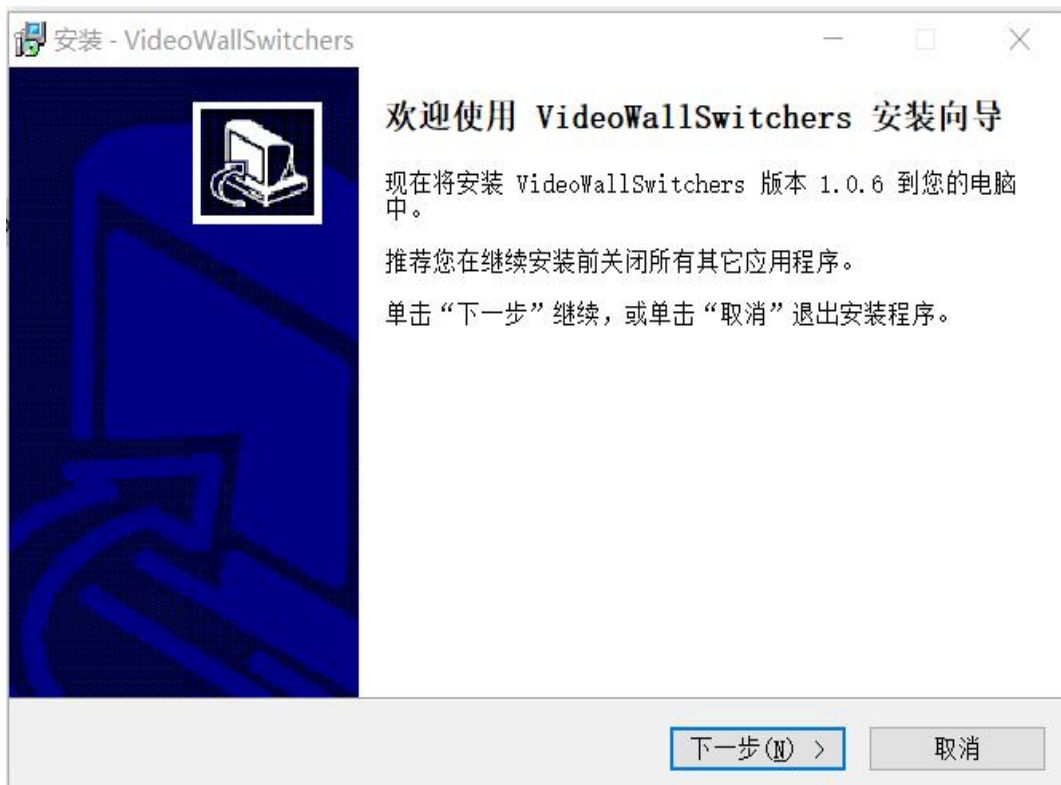 安装 - VideoWallSwitchers
欢迎使用 VideoWallSwitchers 安装向导
现在将安装 VideoWallSwitchers 版本 1.0.6 到您的电脑
中。
推荐您在继续安装前关闭所有其它应用程序。
单击“下一步”继续，或单击“取消”退出安装程序。
下一步(N) >
取消